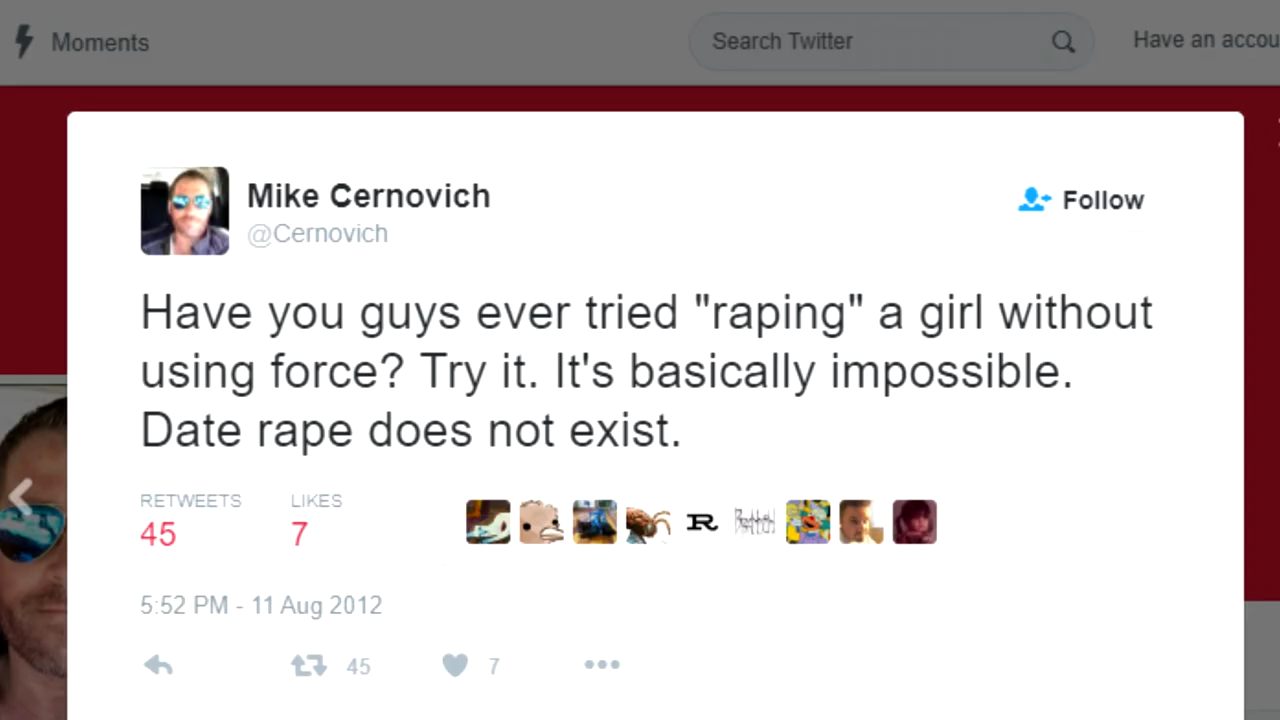 Moments
Search Twitter
Have an accou
Mike Cernovich
@Cernovich
Follow
Have you guys ever tried "raping" a girl without
using force? Try it. It's basically impossible.
Date rape does not exist.
RETWEETS
LIKES
45
7
R
5:52 PM - 11 Aug 2012
45
7